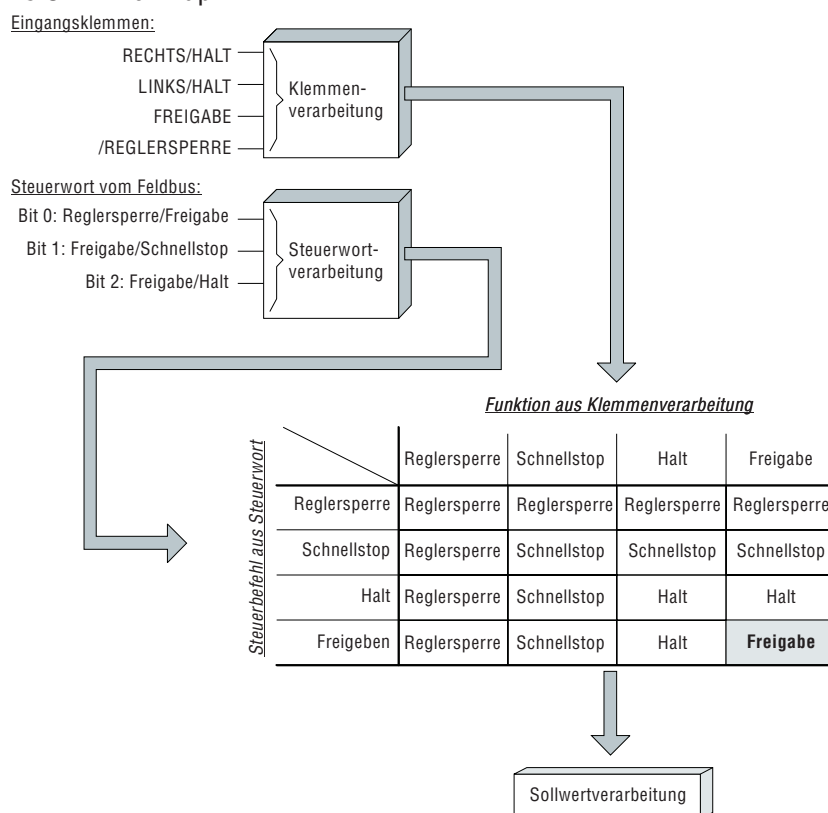 Eingangsklemmen:
RECHTS/HALT
LINKS/HALT
FREIGABE
/REGLERSPERRE
Klemmen-
verarbeitung
Steuerwort vom Feldbus:
Bit 0: Reglersperre/Freigabe
Bit 1: Freigabe/Schnellstop
Bit 2: Freigabe/Halt
Steuerwort-
verarbeitung
Funktion aus Klemmenverarbeitung
Steuerbefehl aus Steuerwort
Reglersperre Schnellstop Halt Freigabe
Reglersperre Reglersperre Reglersperre Reglersperre Reglersperre
Schnellstop Reglersperre Schnellstop Schnellstop Schnellstop
Halt Reglersperre Schnellstop Halt Halt
Freigeben Reglersperre Schnellstop Halt Freigabe
Sollwertverarbeitung